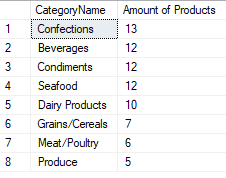 CategoryName Amount of Products
1 Confections 13
2 Beverages 12
3 Condiments 12
4 Seafood 12
5 Dairy Products 10
6 Grains/Cereals 7
7 Meat/Poultry 6
8 Produce 5